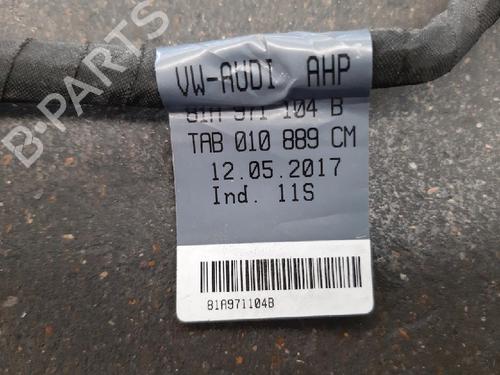 VW-AUDI AHP
81A 971 104 B
TAB 010 889 CM
12.05.2017
Ind. 11S
81A971104B
B-PARTS